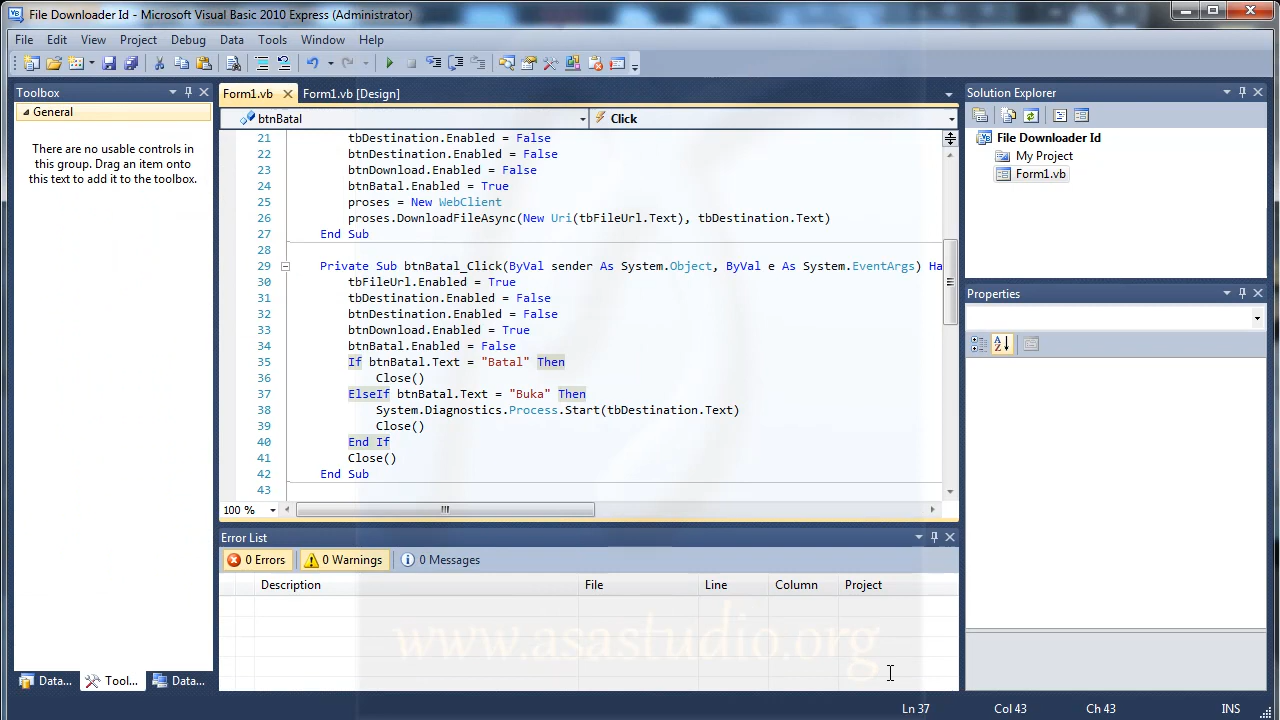 File Downloader Id - Microsoft Visual Basic 2010 Express (Administrator)
File Edit View Project Debug Data Tools Window Help
Toolbox
General
There are no usable controls in
this group. Drag an item onto
this text to add it to the toolbox.
Data...
Tool...
Data...
Form1.vb
Form1.vb [Design]
btnBatal
Click
21 tbDestination.Enabled = False
22 btnDestination.Enabled = False
23 btnDownload.Enabled = False
24 btnBatal.Enabled = True
25 proses = New WebClient
26 proses.DownloadFileAsync(New Uri(tbFileUrl.Text), tbDestination.Text)
27 End Sub
28
29 Private Sub btnBatal_Click(ByVal sender As System.Object, ByVal e As System.EventArgs) Ha
30 tbFileUrl.Enabled = True
31 tbDestination.Enabled = False
32 btnDestination.Enabled = False
33 btnDownload.Enabled = True
34 btnBatal.Enabled = False
35 If btnBatal.Text = "Batal" Then
36 Close()
37 ElseIf btnBatal.Text = "Buka" Then
38 System.Diagnostics.Process.Start(tbDestination.Text)
39 Close()
40 End If
41 Close()
42 End Sub
43
100 %
Error List
0 Errors
0 Warnings
0 Messages
Description File Line Column Project
www.asastudio.org
Solution Explorer
File Downloader Id
My Project
Form1.vb
Properties
Ln 37 Col 43 Ch 43 INS